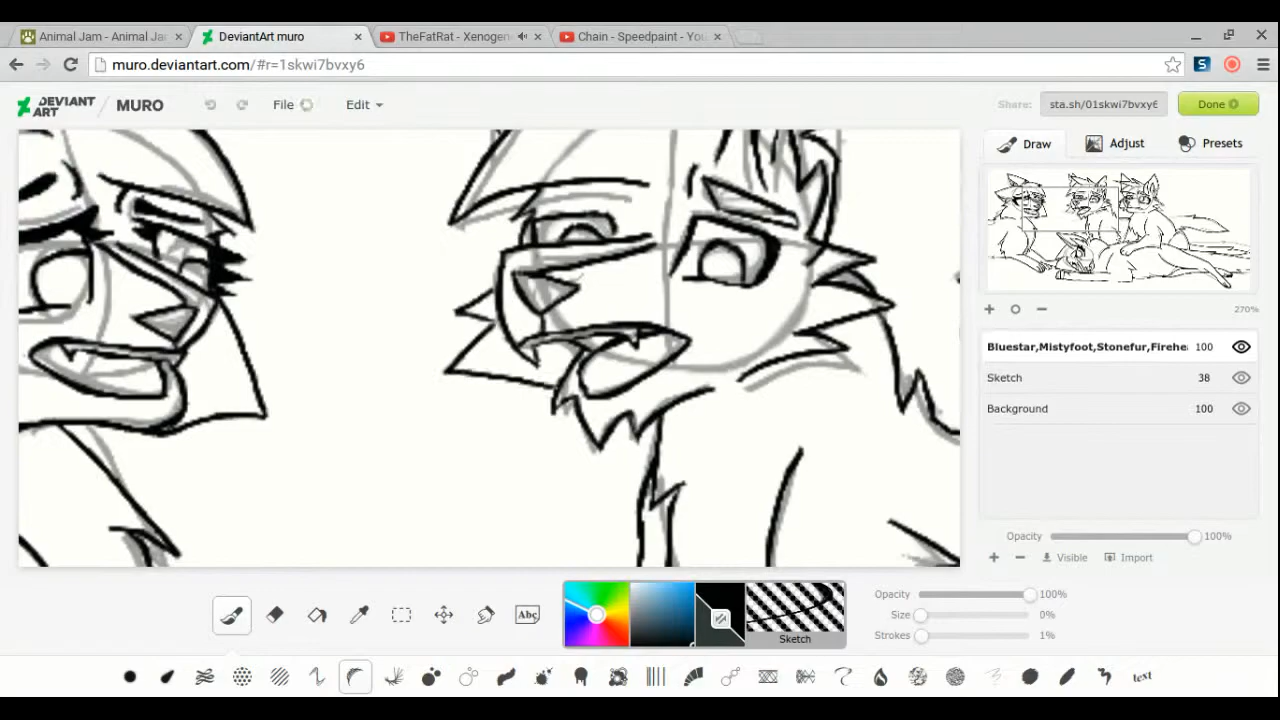 Animal Jam - Animal Ja
DeviantArt muro
TheFatRat - Xenogene
Chain - Speedpaint - You
muro.deviantart.com/#r=1skwi7bvxy6
DEVIANT ART / MURO
File
Edit
Share:
sta.sh/01skwi7bvxy6
Done
Draw
Adjust
Presets
270%
Bluestar,Mistyfoot,Stonefur,Firehe 100
Sketch 38
Background 100
Opacity 100%
Visible
Import
Abc
Sketch
Opacity 100%
Size 0%
Strokes 1%
text